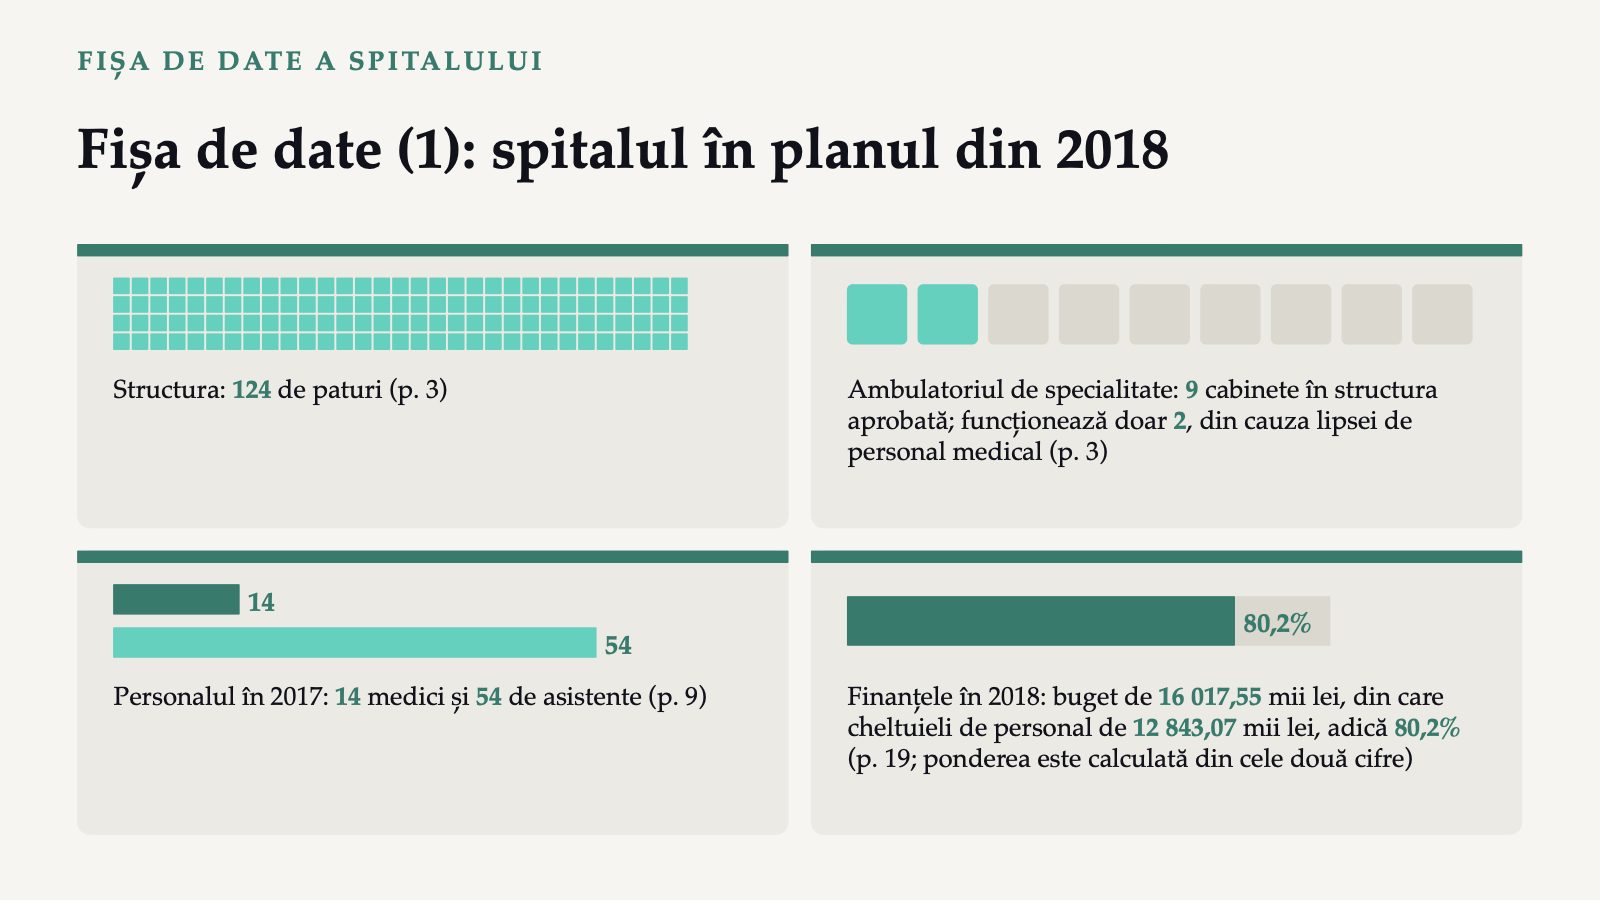 FIȘA DE DATE A SPITALULUI
Fișa de date (1): spitalul în planul din 2018
Structura: 124 de paturi (p. 3)
Ambulatoriul de specialitate: 9 cabinete în structura
aprobată; funcționează doar 2, din cauza lipsei de
personal medical (p. 3)
14
54
Personalul în 2017: 14 medici și 54 de asistente (p. 9)
80,2%
Finanțele în 2018: buget de 16 017,55 mii lei, din care
cheltuieli de personal de 12 843,07 mii lei, adică 80,2%
(p. 19; ponderea este calculată din cele două cifre)